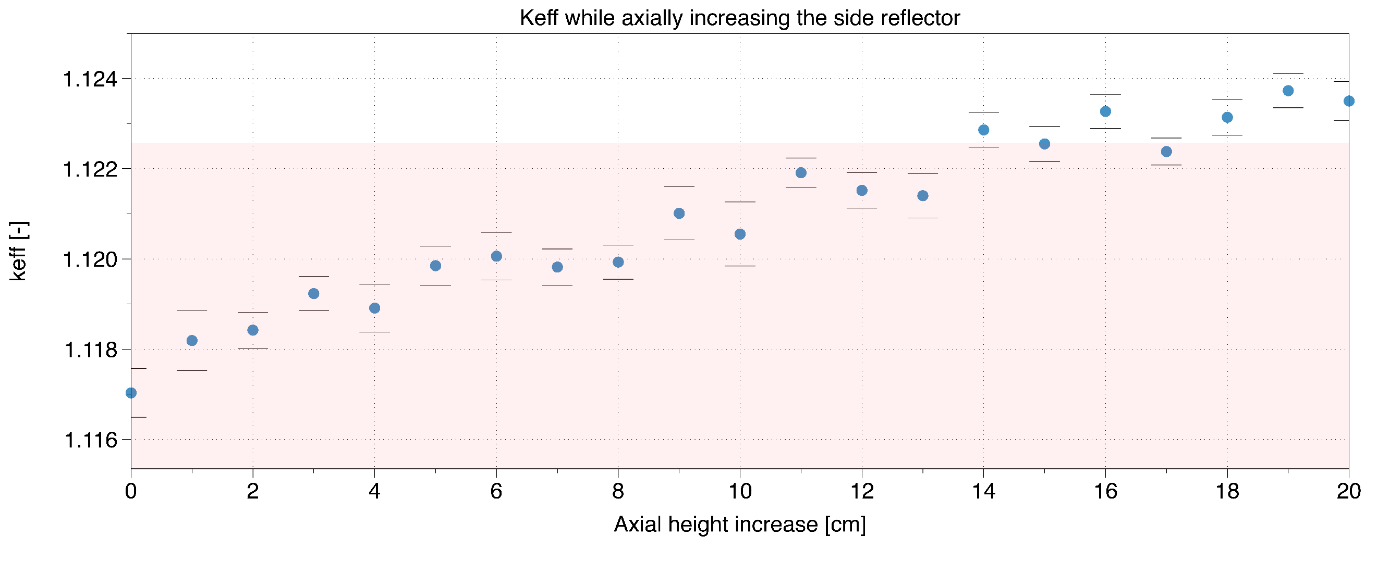 Keff while axially increasing the side reflector
1.124
1.122
1.120
1.118
1.116
keff [-]
0 2 4 6 8 10 12 14 16 18 20
Axial height increase [cm]